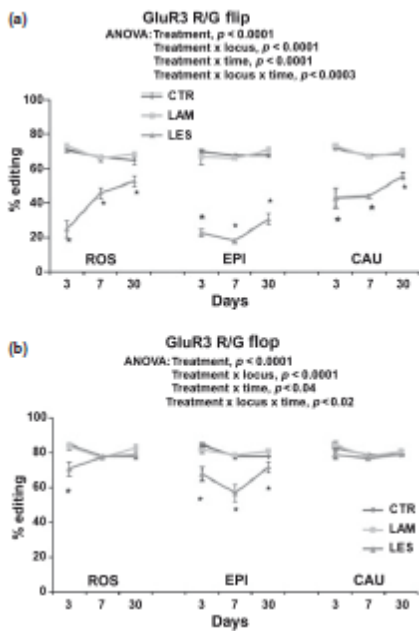 (a)
GluR3 R/G flip
ANOVA: Treatment, p < 0.0001
Treatment x locus, p < 0.0001
Treatment x time, p < 0.0001
Treatment x locus x time, p < 0.0003
CTR
LAM
LES
% editing
100
80
60
40
20
0
* * * * * * * * *
ROS EPI CAU
3 7 30 3 7 30 3 7 30
Days
(b)
GluR3 R/G flop
ANOVA: Treatment, p < 0.0001
Treatment x locus, p < 0.0001
Treatment x time, p < 0.04
Treatment x locus x time, p < 0.02
% editing
100
80
60
40
20
0
* * * *
CTR
LAM
LES
ROS EPI CAU
3 7 30 3 7 30 3 7 30
Days